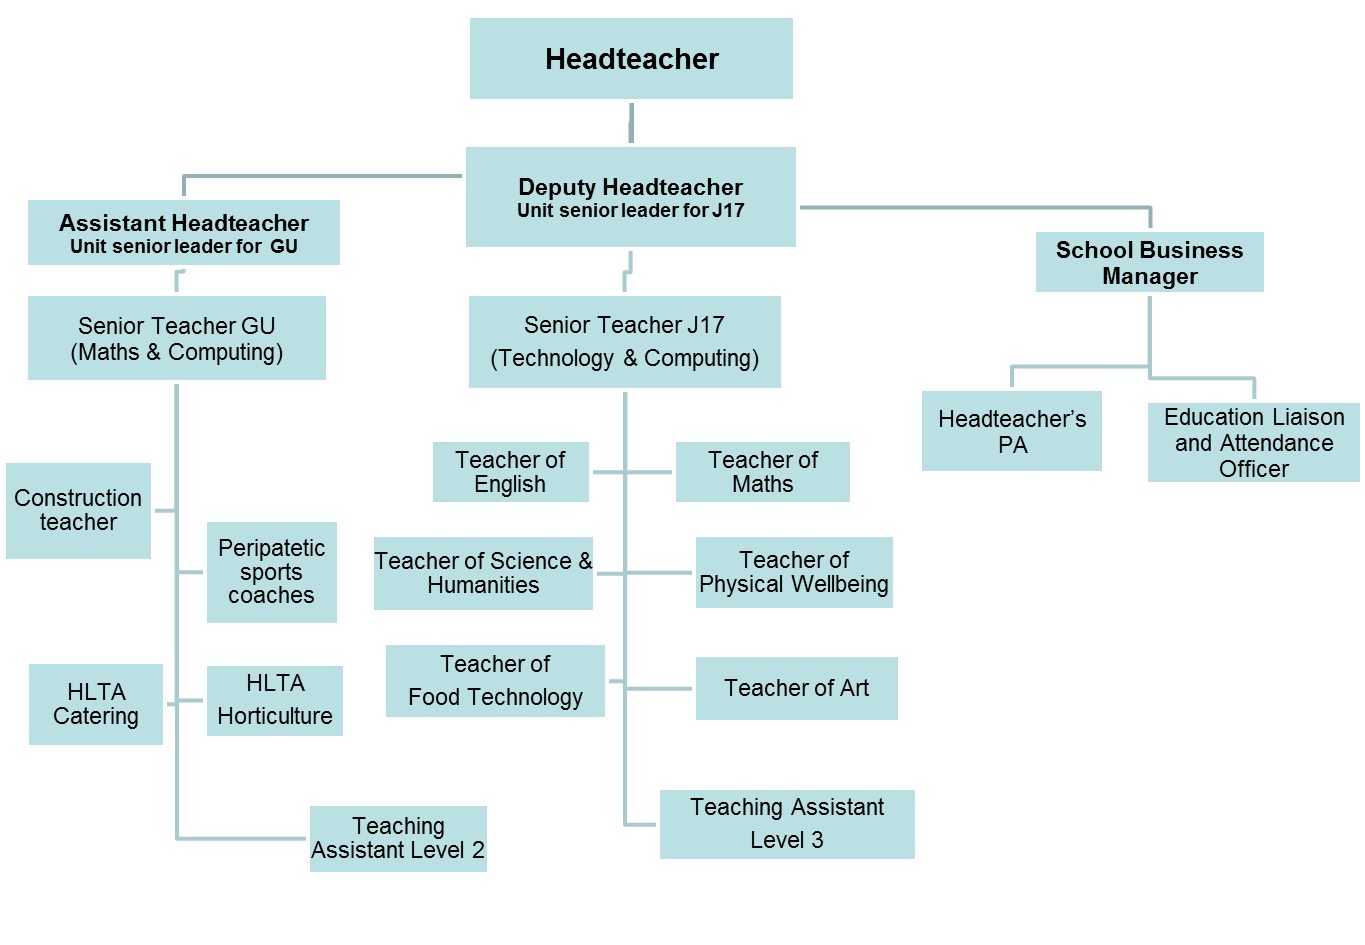 Headteacher
Deputy Headteacher
Unit senior leader for J17
Assistant Headteacher
Unit senior leader for GU
School Business
Manager
Senior Teacher GU
(Maths & Computing)
Senior Teacher J17
(Technology & Computing)
Headteacher’s
PA
Education Liaison
and Attendance
Officer
Construction
teacher
Peripatetic
sports
coaches
HLTA
Catering
HLTA
Horticulture
Teaching
Assistant Level 2
Teacher of
English
Teacher of
Maths
Teacher of Science &
Humanities
Teacher of
Physical Wellbeing
Teacher of
Food Technology
Teacher of Art
Teaching Assistant
Level 3